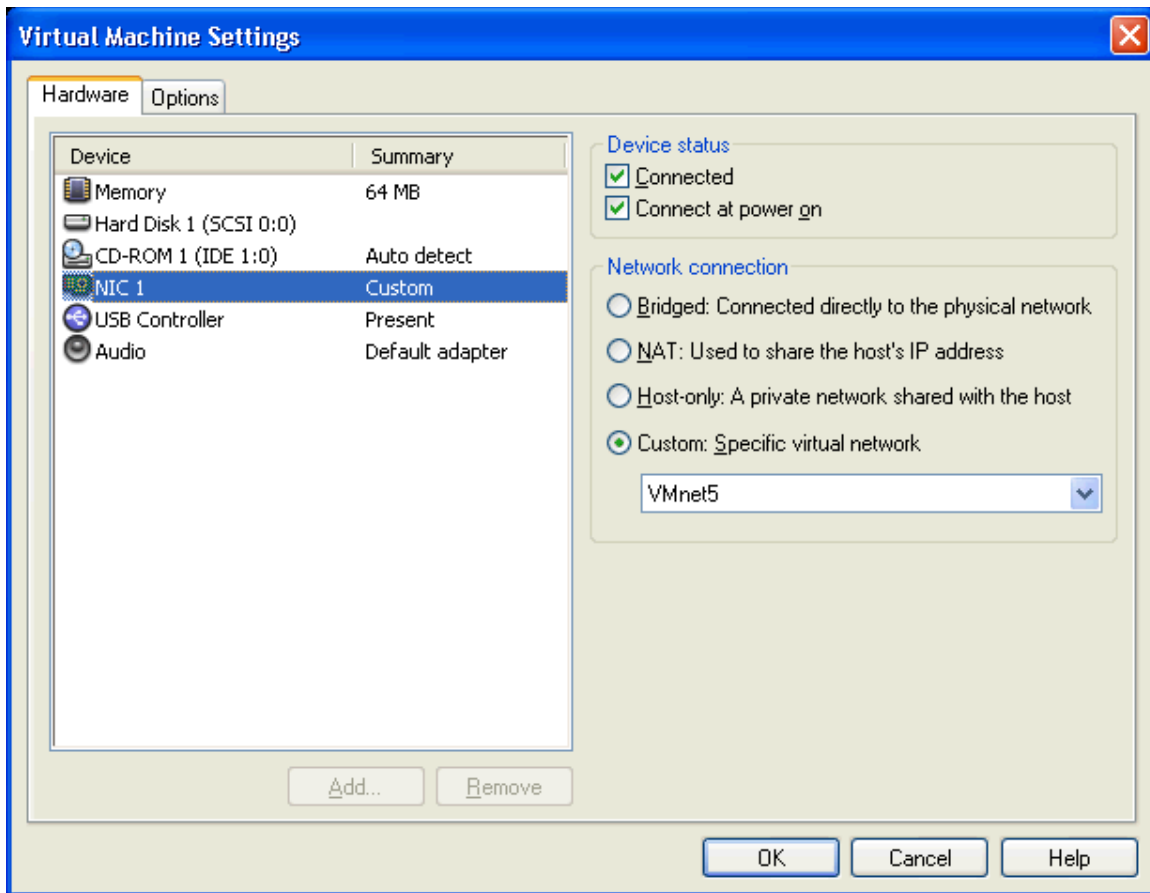 Virtual Machine Settings
Hardware
Options
Device Summary
Memory 64 MB
Hard Disk 1 (SCSI 0:0)
CD-ROM 1 (IDE 1:0) Auto detect
NIC 1 Custom
USB Controller Present
Audio Default adapter
Add...
Remove
Device status
Connected
Connect at power on
Network connection
Bridged: Connected directly to the physical network
NAT: Used to share the host's IP address
Host-only: A private network shared with the host
Custom: Specific virtual network
VMnet5
OK
Cancel
Help